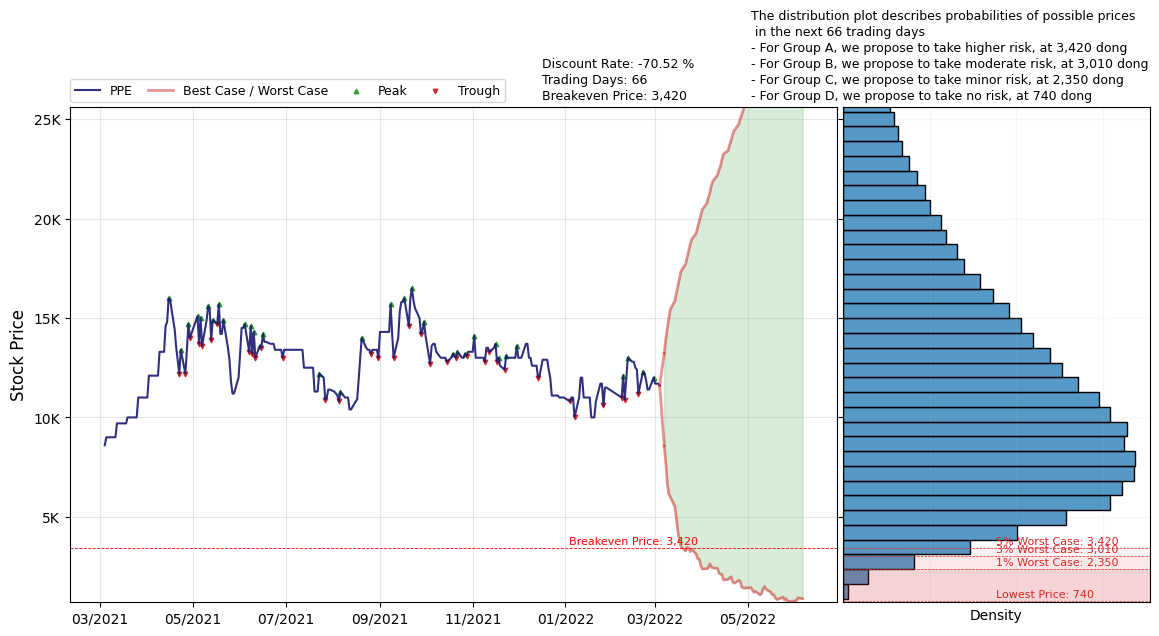 The distribution plot describes probabilities of possible prices
in the next 66 trading days
- For Group A, we propose to take higher risk, at 3,420 dong
- For Group B, we propose to take moderate risk, at 3,010 dong
- For Group C, we propose to take minor risk, at 2,350 dong
- For Group D, we propose to take no risk, at 740 dong
Discount Rate: -70.52 %
Trading Days: 66
Breakeven Price: 3,420
PPE
Best Case / Worst Case
Peak
Trough
Stock Price
25K
20K
15K
10K
5K
Breakeven Price: 3,420
5% Worst Case: 3,420
3% Worst Case: 3,010
1% Worst Case: 2,350
Lowest Price: 740
03/2021
05/2021
07/2021
09/2021
11/2021
01/2022
03/2022
05/2022
Density